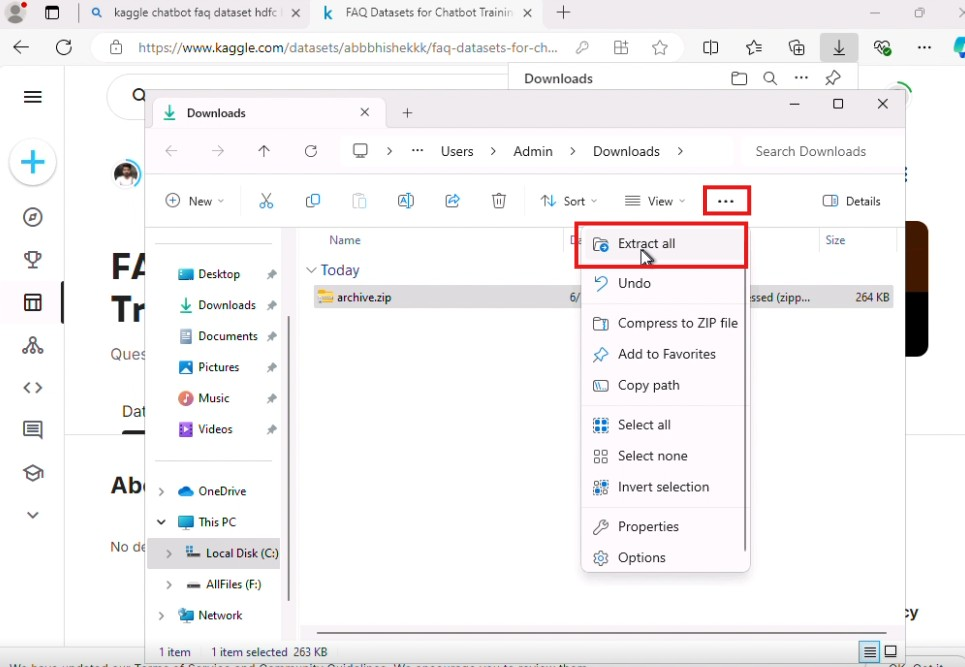 kaggle chatbot faq dataset hdfc
FAQ Datasets for Chatbot Trainin
https://www.kaggle.com/datasets/abbbhishekkk/faq-datasets-for-ch...
Downloads
Downloads
Users > Admin > Downloads >
Search Downloads
New
Sort
View
Details
Name
Size
Extract all
Today
archive.zip
6/
ssed (zipp...
264 KB
Undo
Compress to ZIP file
Add to Favorites
Copy path
Select all
Select none
Invert selection
Properties
Options
Desktop
Downloads
Documents
Pictures
Music
Videos
OneDrive
This PC
Local Disk (C:)
AllFiles (F:)
Network
FA
Tr
Ques
Dat
Ab
No de
cy
1 item
1 item selected 263 KB